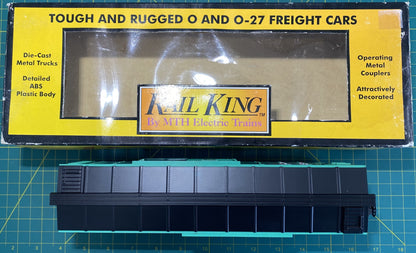 TOUGH AND RUGGED O AND O-27 FREIGHT CARS
Die-Cast
Metal Trucks
Detailed
ABS
Plastic Body
Operating
Metal
Couplers
Attractively
Decorated
RAIL KING™
By MTH Electric Trains